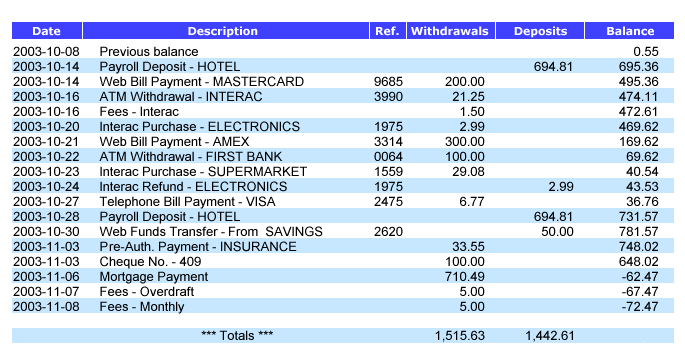 Date Description Ref. Withdrawals Deposits Balance
2003-10-08 Previous balance 0.55
2003-10-14 Payroll Deposit - HOTEL 694.81 695.36
2003-10-14 Web Bill Payment - MASTERCARD 9685 200.00 495.36
2003-10-16 ATM Withdrawal - INTERAC 3990 21.25 474.11
2003-10-16 Fees - Interac 1.50 472.61
2003-10-20 Interac Purchase - ELECTRONICS 1975 2.99 469.62
2003-10-21 Web Bill Payment - AMEX 3314 300.00 169.62
2003-10-22 ATM Withdrawal - FIRST BANK 0064 100.00 69.62
2003-10-23 Interac Purchase - SUPERMARKET 1559 29.08 40.54
2003-10-24 Interac Refund - ELECTRONICS 1975 2.99 43.53
2003-10-27 Telephone Bill Payment - VISA 2475 6.77 36.76
2003-10-28 Payroll Deposit - HOTEL 694.81 731.57
2003-10-30 Web Funds Transfer - From SAVINGS 2620 50.00 781.57
2003-11-03 Pre-Auth. Payment - INSURANCE 33.55 748.02
2003-11-03 Cheque No. - 409 100.00 648.02
2003-11-06 Mortgage Payment 710.49 -62.47
2003-11-07 Fees - Overdraft 5.00 -67.47
2003-11-08 Fees - Monthly 5.00 -72.47
*** Totals *** 1,515.63 1,442.61